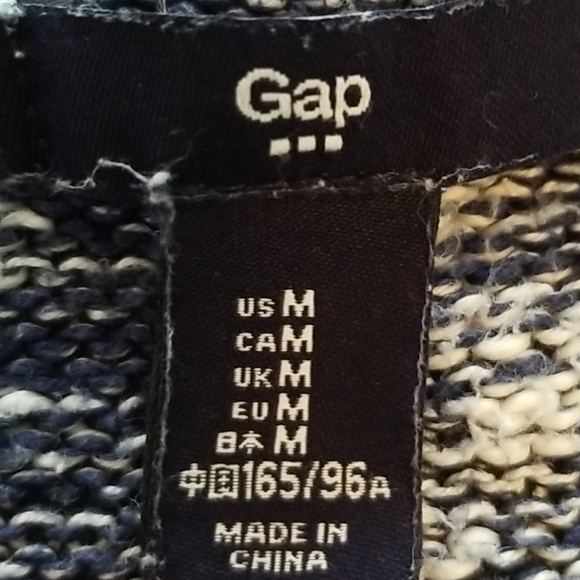 Gap
US M
CA M
UK M
EU M
日本 M
中国165/96A
MADE IN
CHINA